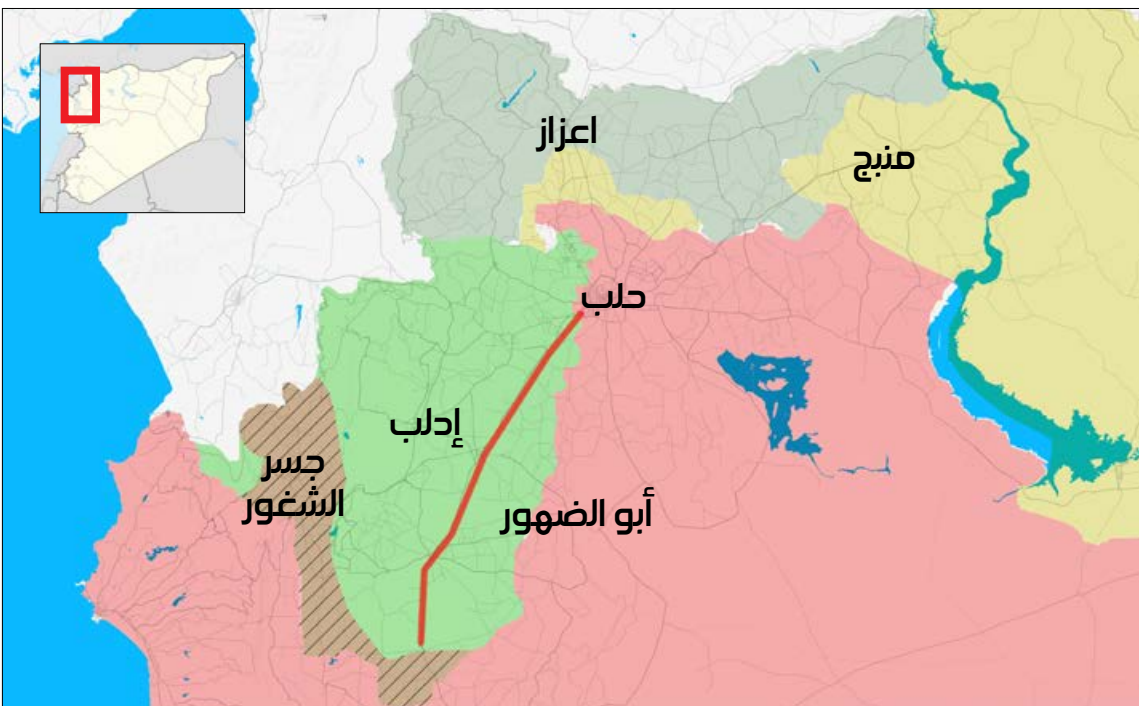 اعزاز
منبج
حلب
إدلب
جسر
الشغور
أبو الضهور